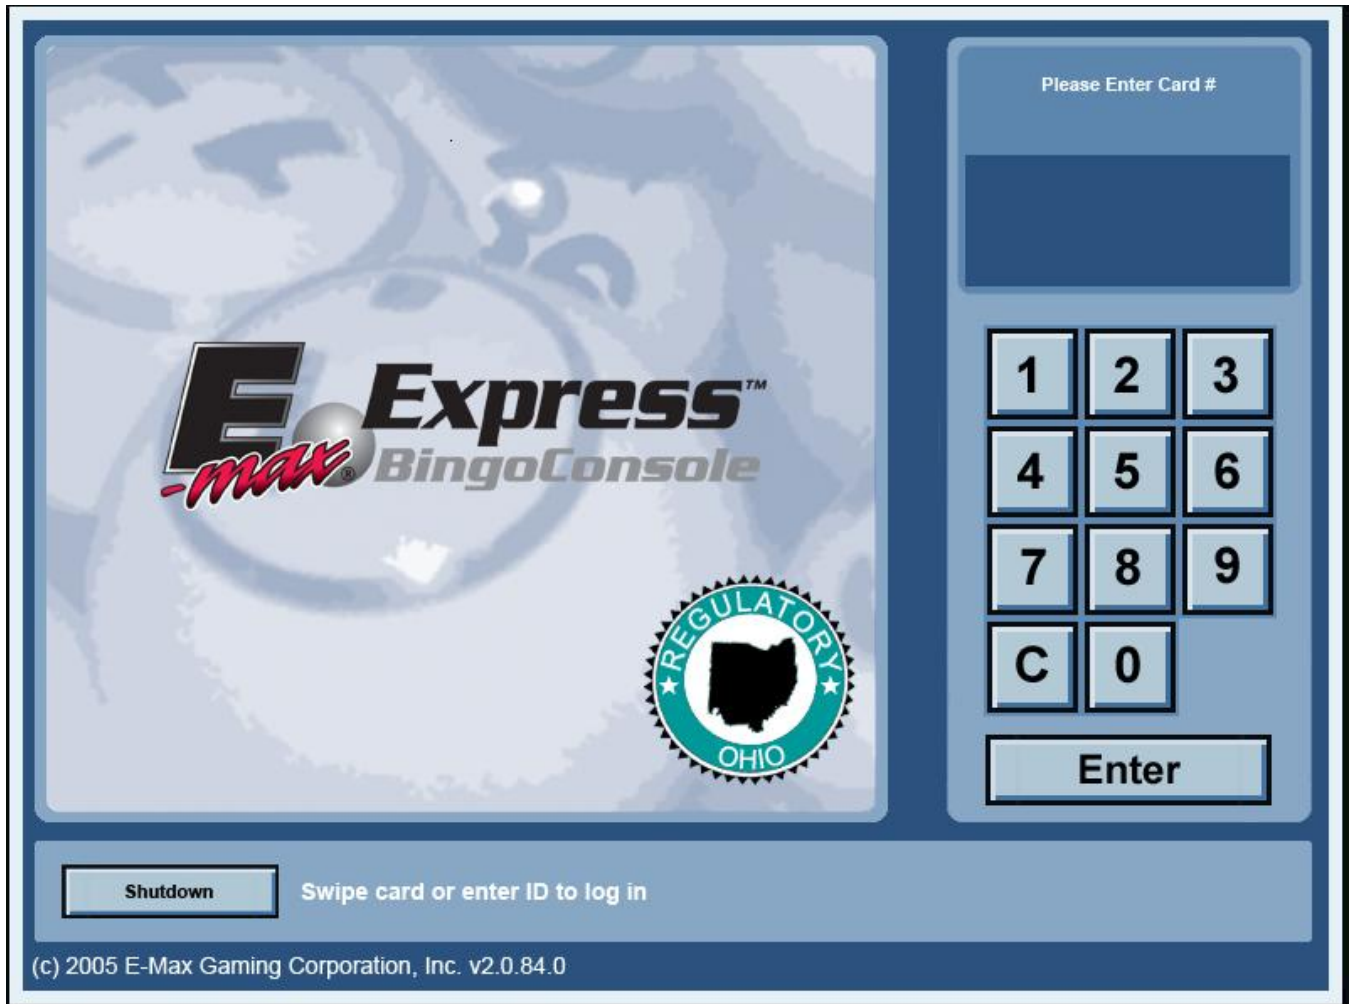 Please Enter Card #
E-max® Express™
BingoConsole
1 2 3
4 5 6
7 8 9
C 0
Enter
REGULATORY
OHIO
Shutdown
Swipe card or enter ID to log in
(c) 2005 E-Max Gaming Corporation, Inc. v2.0.84.0